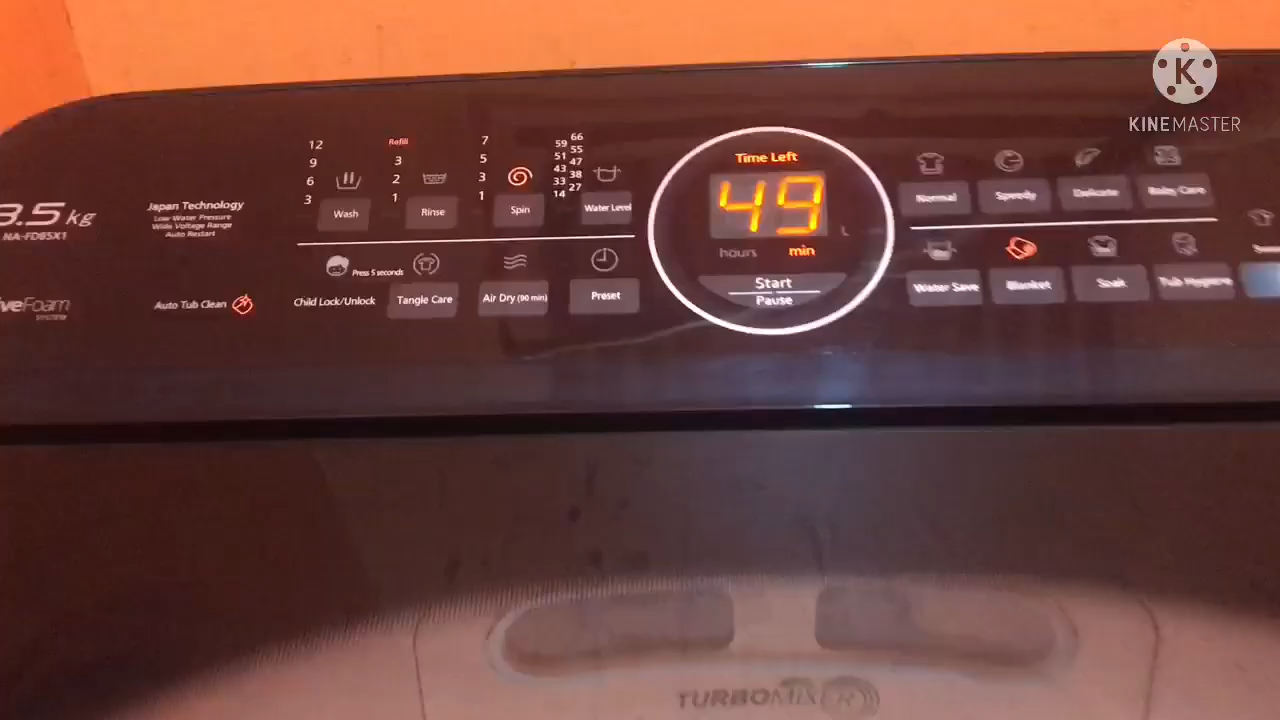 KINEMASTER
12
9
6
3
Wash
Refill
3
2
1
Rinse
7
5
3
1
Spin
66
59
55
51
47
43
38
33
27
14
Water Level
Time Left
49
L
hours min
Start
Pause
Normal
Speedy
Delicate
Baby Care
.5 kg
NA-FD85X1
Japan Technology
Low Water Pressure
Wide Voltage Range
Auto Restart
iveFoam
SYSTEM
Auto Tub Clean
Press 5 seconds
Child Lock/Unlock
Tangle Care
Air Dry (90 min)
Preset
Water Save
Blanket
Soak
Tub Hygiene
TURBOMIXER